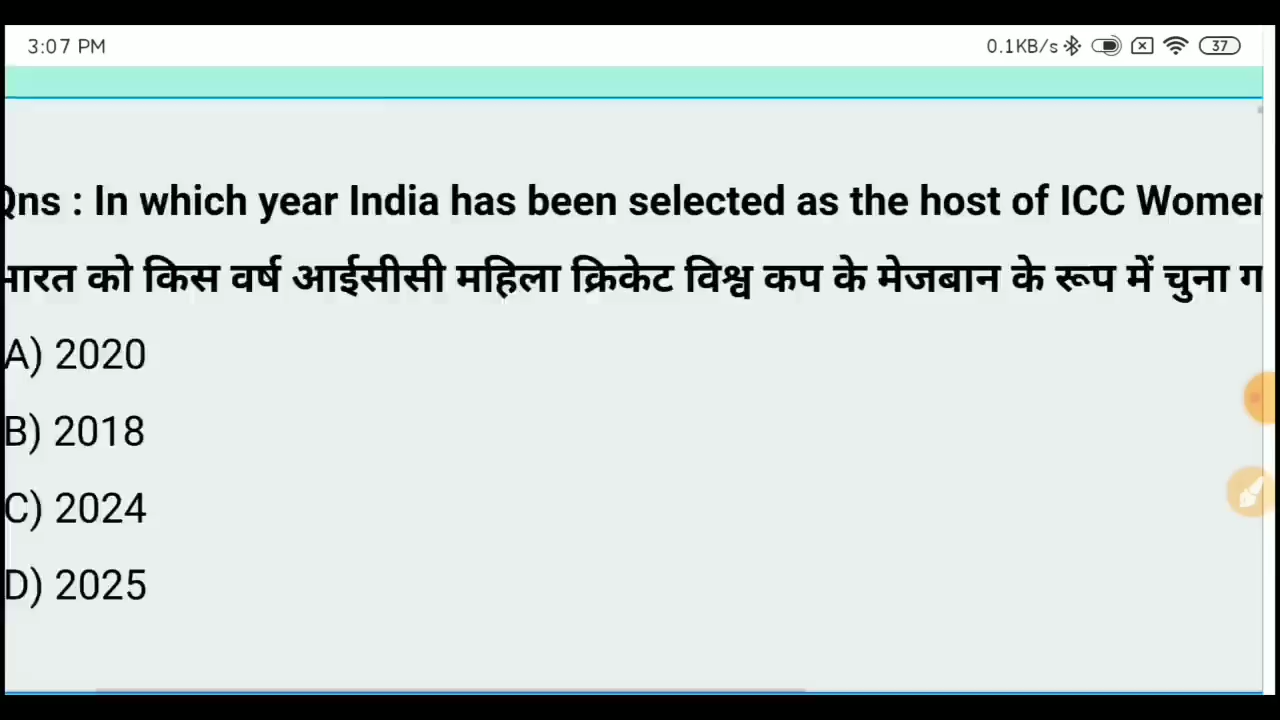 3:07 PM 0.1KB/s 37
Qns : In which year India has been selected as the host of ICC Women
भारत को किस वर्ष आईसीसी महिला क्रिकेट विश्व कप के मेजबान के रूप में चुना ग
A) 2020
B) 2018
C) 2024
D) 2025